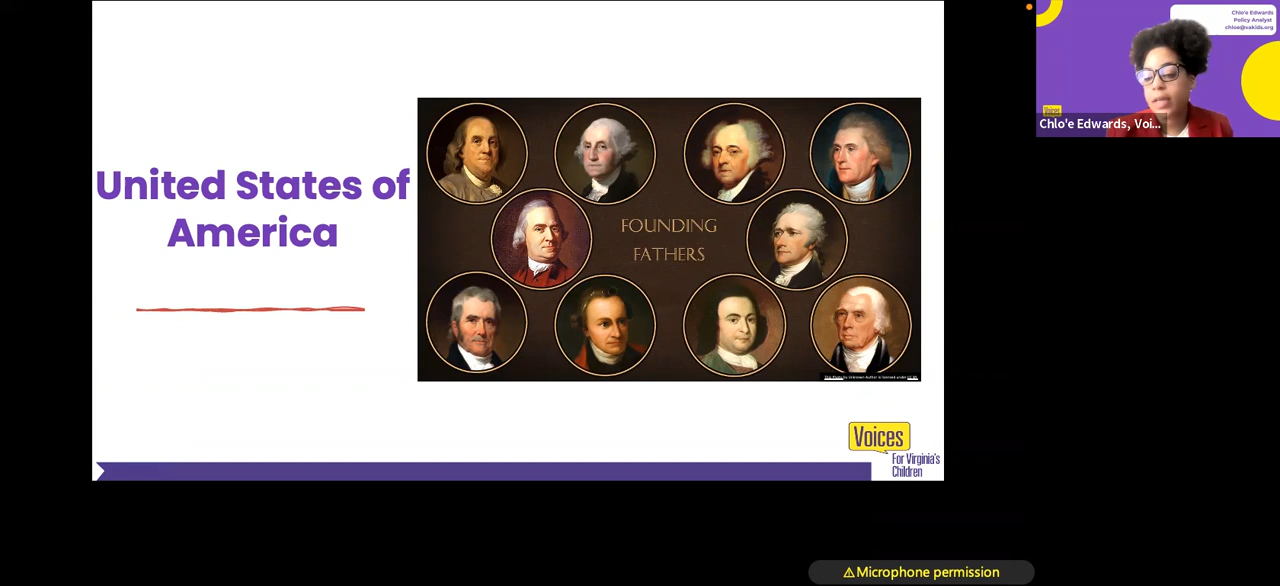 United States of
America
FOUNDING
FATHERS
Voices
For Virginia's
Children
Chlo'e Edwards
Policy Analyst
chloe@vakids.org
Voices
Chlo'e Edwards, Voi...
⚠Microphone permission